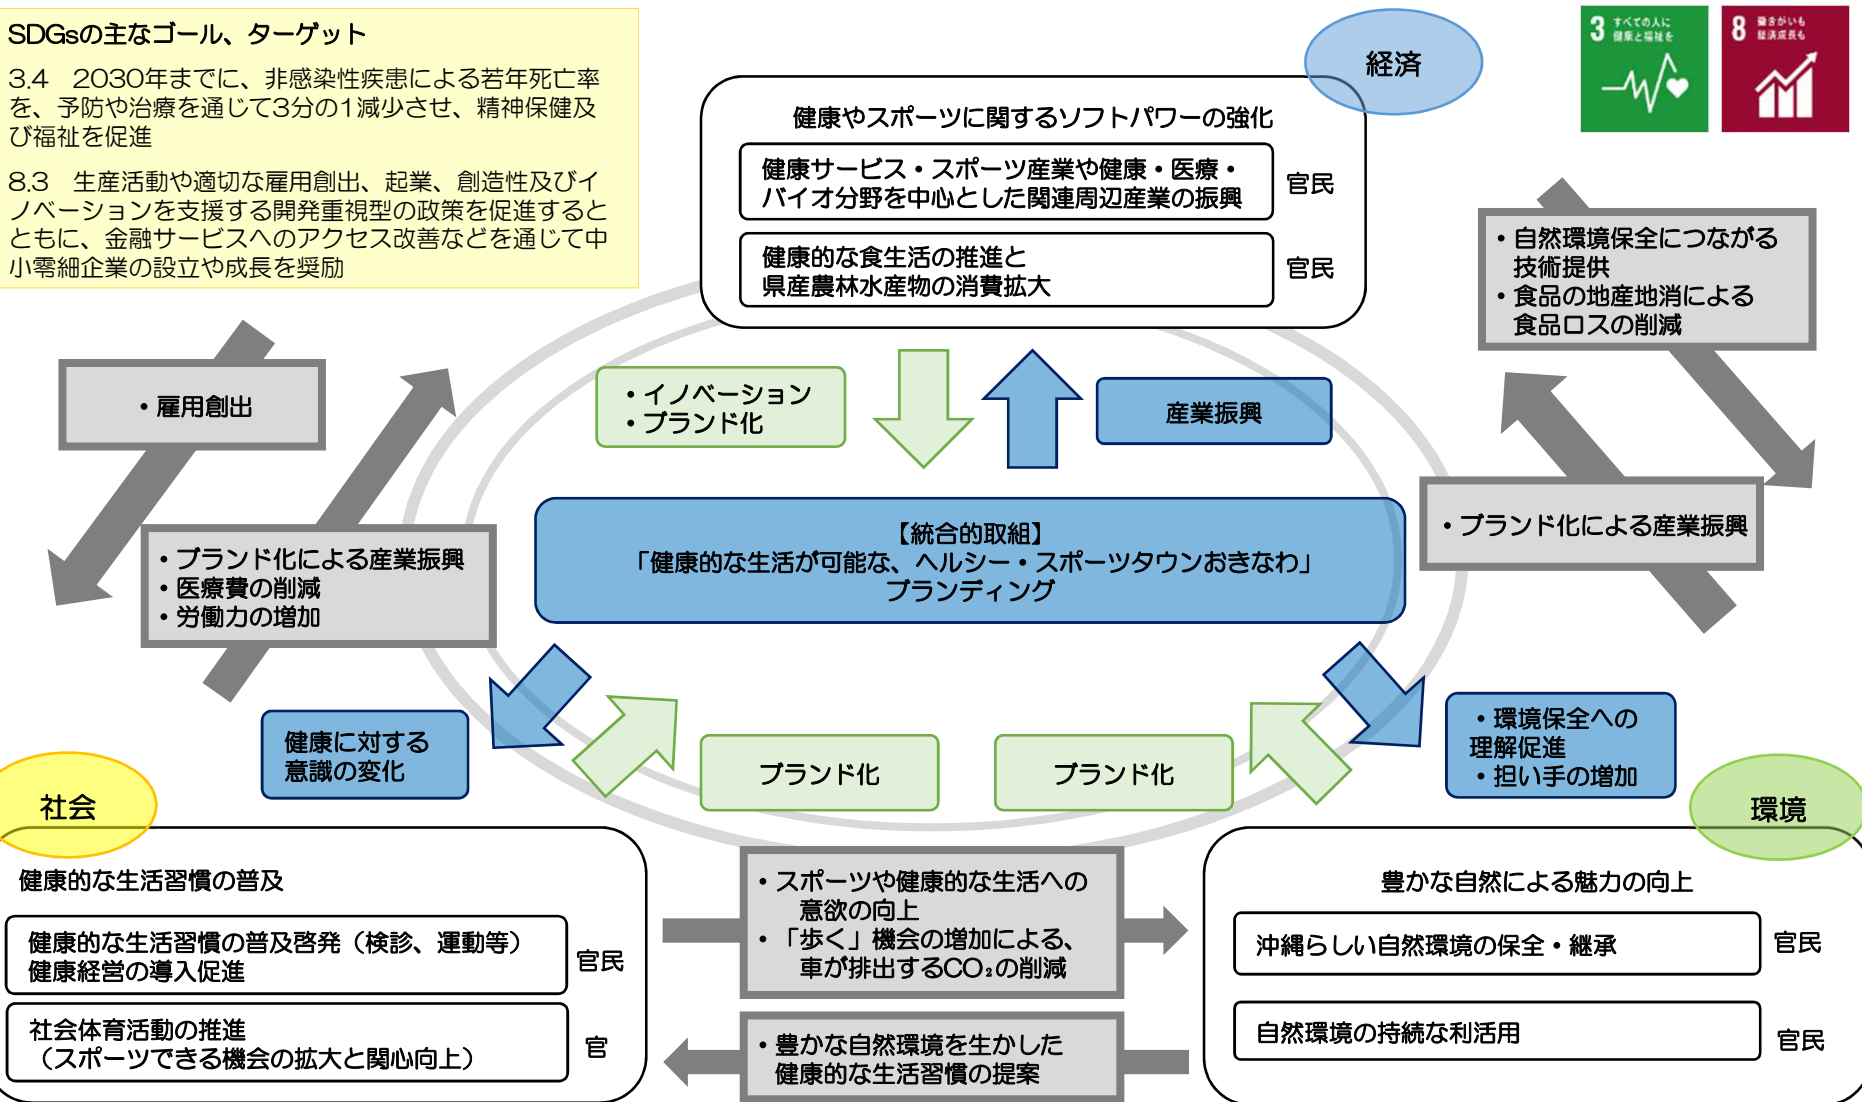 SDGsの主なゴール、ターゲット
3.4　2030年までに、非感染性疾患による若年死亡率
を、予防や治療を通じて3分の1減少させ、精神保健及
び福祉を促進
8.3　生産活動や適切な雇用創出、起業、創造性及びイ
ノベーションを支援する開発重視型の政策を促進すると
ともに、金融サービスへのアクセス改善などを通じて中
小零細企業の設立や成長を奨励
経済
健康やスポーツに関するソフトパワーの強化
健康サービス・スポーツ産業や健康・医療・
バイオ分野を中心とした関連周辺産業の振興
官民
健康的な食生活の推進と
県産農林水産物の消費拡大
官民
3 すべての人に
健康と福祉を
8 働きがいも
経済成長も
・自然環境保全につながる
技術提供
・食品の地産地消による
食品ロスの削減
・雇用創出
・イノベーション
・ブランド化
産業振興
・ブランド化による産業振興
・医療費の削減
・労働力の増加
【統合的取組】
「健康的な生活が可能な、ヘルシー・スポーツタウンおきなわ」
ブランディング
・ブランド化による産業振興
健康に対する
意識の変化
ブランド化
ブランド化
・環境保全への
理解促進
・担い手の増加
社会
健康的な生活習慣の普及
健康的な生活習慣の普及啓発（検診、運動等）
健康経営の導入促進
官民
社会体育活動の推進
（スポーツできる機会の拡大と関心向上）
官
・スポーツや健康的な生活への
意欲の向上
・「歩く」機会の増加による、
車が排出するCO₂の削減
・豊かな自然環境を生かした
健康的な生活習慣の提案
環境
豊かな自然による魅力の向上
沖縄らしい自然環境の保全・継承
官民
自然環境の持続な利活用
官民